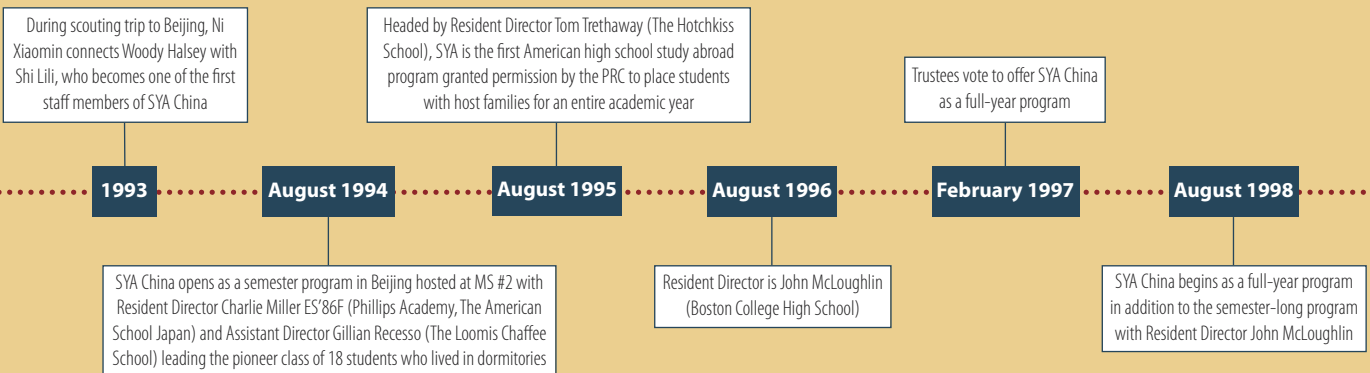 During scouting trip to Beijing, Ni
Xiaomin connects Woody Halsey with
Shi Lili, who becomes one of the first
staff members of SYA China
1993
August 1994
SYA China opens as a semester program in Beijing hosted at MS #2 with
Resident Director Charlie Miller ES'86F (Phillips Academy, The American
School Japan) and Assistant Director Gillian Recesso (The Loomis Chaffee
School) leading the pioneer class of 18 students who lived in dormitories
Headed by Resident Director Tom Trethaway (The Hotchkiss
School), SYA is the first American high school study abroad
program granted permission by the PRC to place students
with host families for an entire academic year
August 1995
August 1996
Resident Director is John McLoughlin
(Boston College High School)
Trustees vote to offer SYA China
as a full-year program
February 1997
August 1998
SYA China begins as a full-year program
in addition to the semester-long program
with Resident Director John McLoughlin